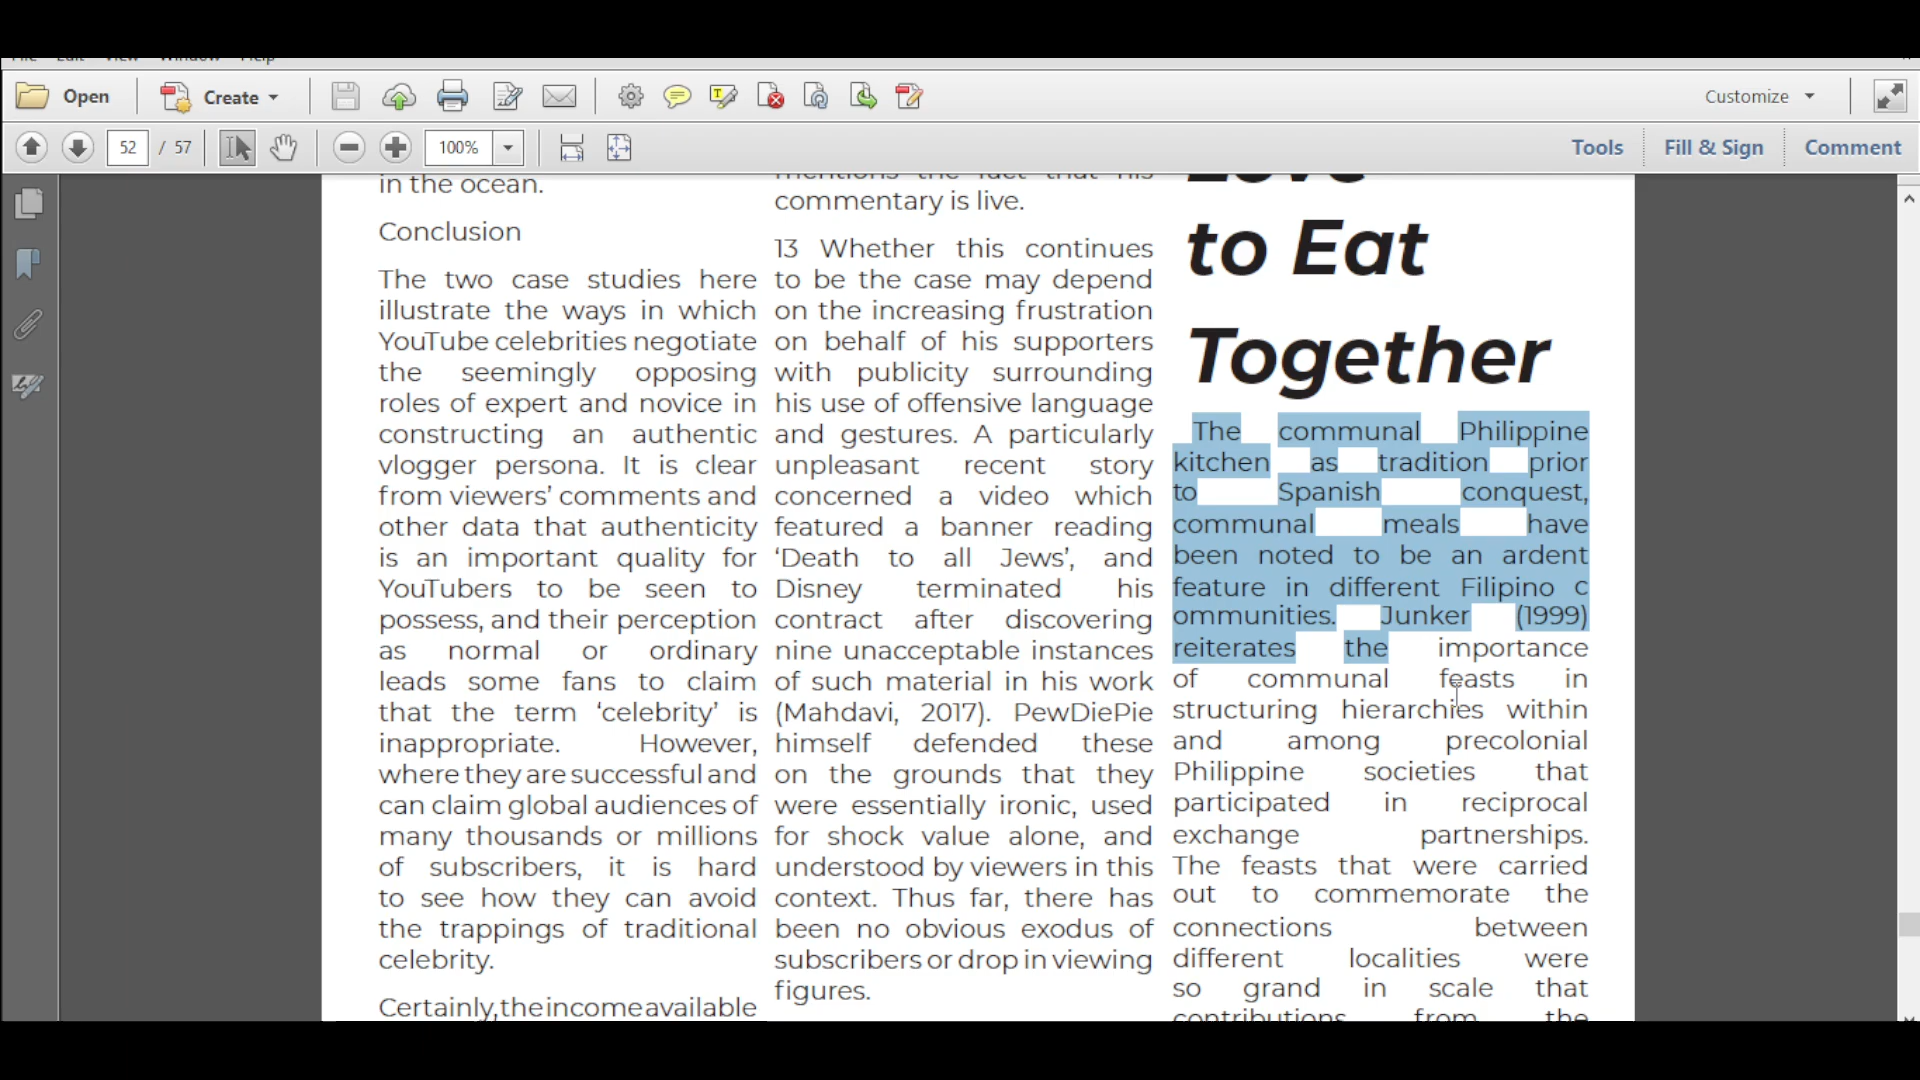 File Edit View Window Help
Open
Create
Customize
52 / 57
100%
Tools
Fill & Sign
Comment
in the ocean.
Conclusion
The two case studies here
illustrate the ways in which
YouTube celebrities negotiate
the seemingly opposing
roles of expert and novice in
constructing an authentic
vlogger persona. It is clear
from viewers’ comments and
other data that authenticity
is an important quality for
YouTubers to be seen to
possess, and their perception
as normal or ordinary
leads some fans to claim
that the term ‘celebrity’ is
inappropriate. However,
where they are successful and
can claim global audiences of
many thousands or millions
of subscribers, it is hard
to see how they can avoid
the trappings of traditional
celebrity.
Certainly, the income available
mentions the fact that his
commentary is live.
13 Whether this continues
to be the case may depend
on the increasing frustration
on behalf of his supporters
with publicity surrounding
his use of offensive language
and gestures. A particularly
unpleasant recent story
concerned a video which
featured a banner reading
‘Death to all Jews’, and
Disney terminated his
contract after discovering
nine unacceptable instances
of such material in his work
(Mahdavi, 2017). PewDiePie
himself defended these
on the grounds that they
were essentially ironic, used
for shock value alone, and
understood by viewers in this
context. Thus far, there has
been no obvious exodus of
subscribers or drop in viewing
figures.
Love
to Eat
Together
The communal Philippine
kitchen as tradition prior
to Spanish conquest,
communal meals have
been noted to be an ardent
feature in different Filipino c
ommunities. Junker (1999)
reiterates the importance
of communal feasts in
structuring hierarchies within
and among precolonial
Philippine societies that
participated in reciprocal
exchange partnerships.
The feasts that were carried
out to commemorate the
connections between
different localities were
so grand in scale that
contributions from the